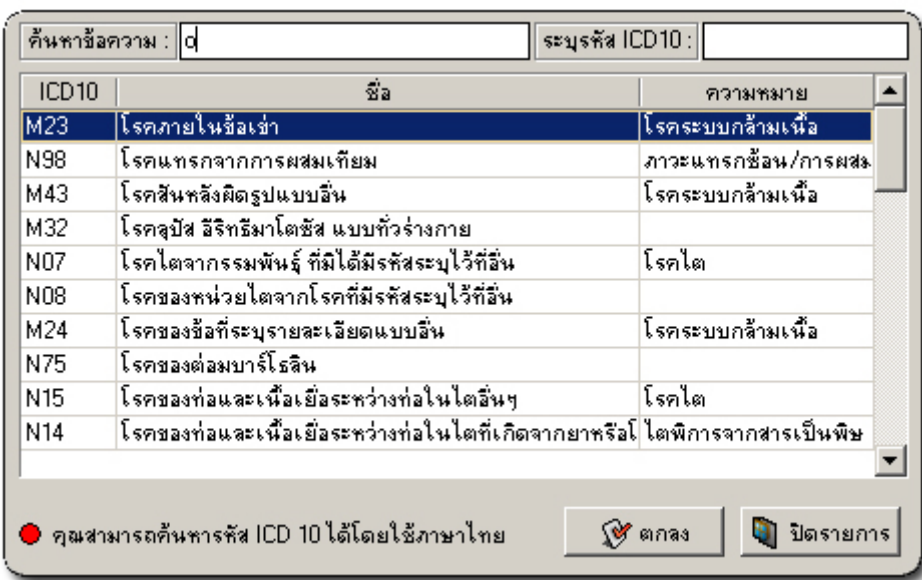 ค้นหาข้อความ : d ระบุรหัส ICD10 :
ICD10 ชื่อ ความหมาย
M23 โรคภายในข้อเข่า โรคระบบกล้ามเนื้อ
N98 โรคแทรกจากการผสมเทียม ภาวะแทรกซ้อน/การผสม
M43 โรคสันหลังผิดรูปแบบอื่น โรคระบบกล้ามเนื้อ
M32 โรคลุปัส อีริทธีมาโตซัส แบบทั่วร่างกาย
N07 โรคไตจากกรรมพันธุ์ ที่มิได้มีรหัสระบุไว้ที่อื่น โรคไต
N08 โรคของหน่วยไตจากโรคที่มีรหัสระบุไว้ที่อื่น
M24 โรคของข้อที่ระบุรายละเอียดแบบอื่น โรคระบบกล้ามเนื้อ
N75 โรคของต่อมบาร์โธลิน
N15 โรคของท่อและเนื้อเยื่อระหว่างท่อในไตอื่นๆ โรคไต
N14 โรคของท่อและเนื้อเยื่อระหว่างท่อในไตที่เกิดจากยาหรือโ ไตพิการจากสารเป็นพิษ
คุณสามารถค้นหารหัส ICD 10 ได้โดยใช้ภาษาไทย ตกลง ปิดรายการ